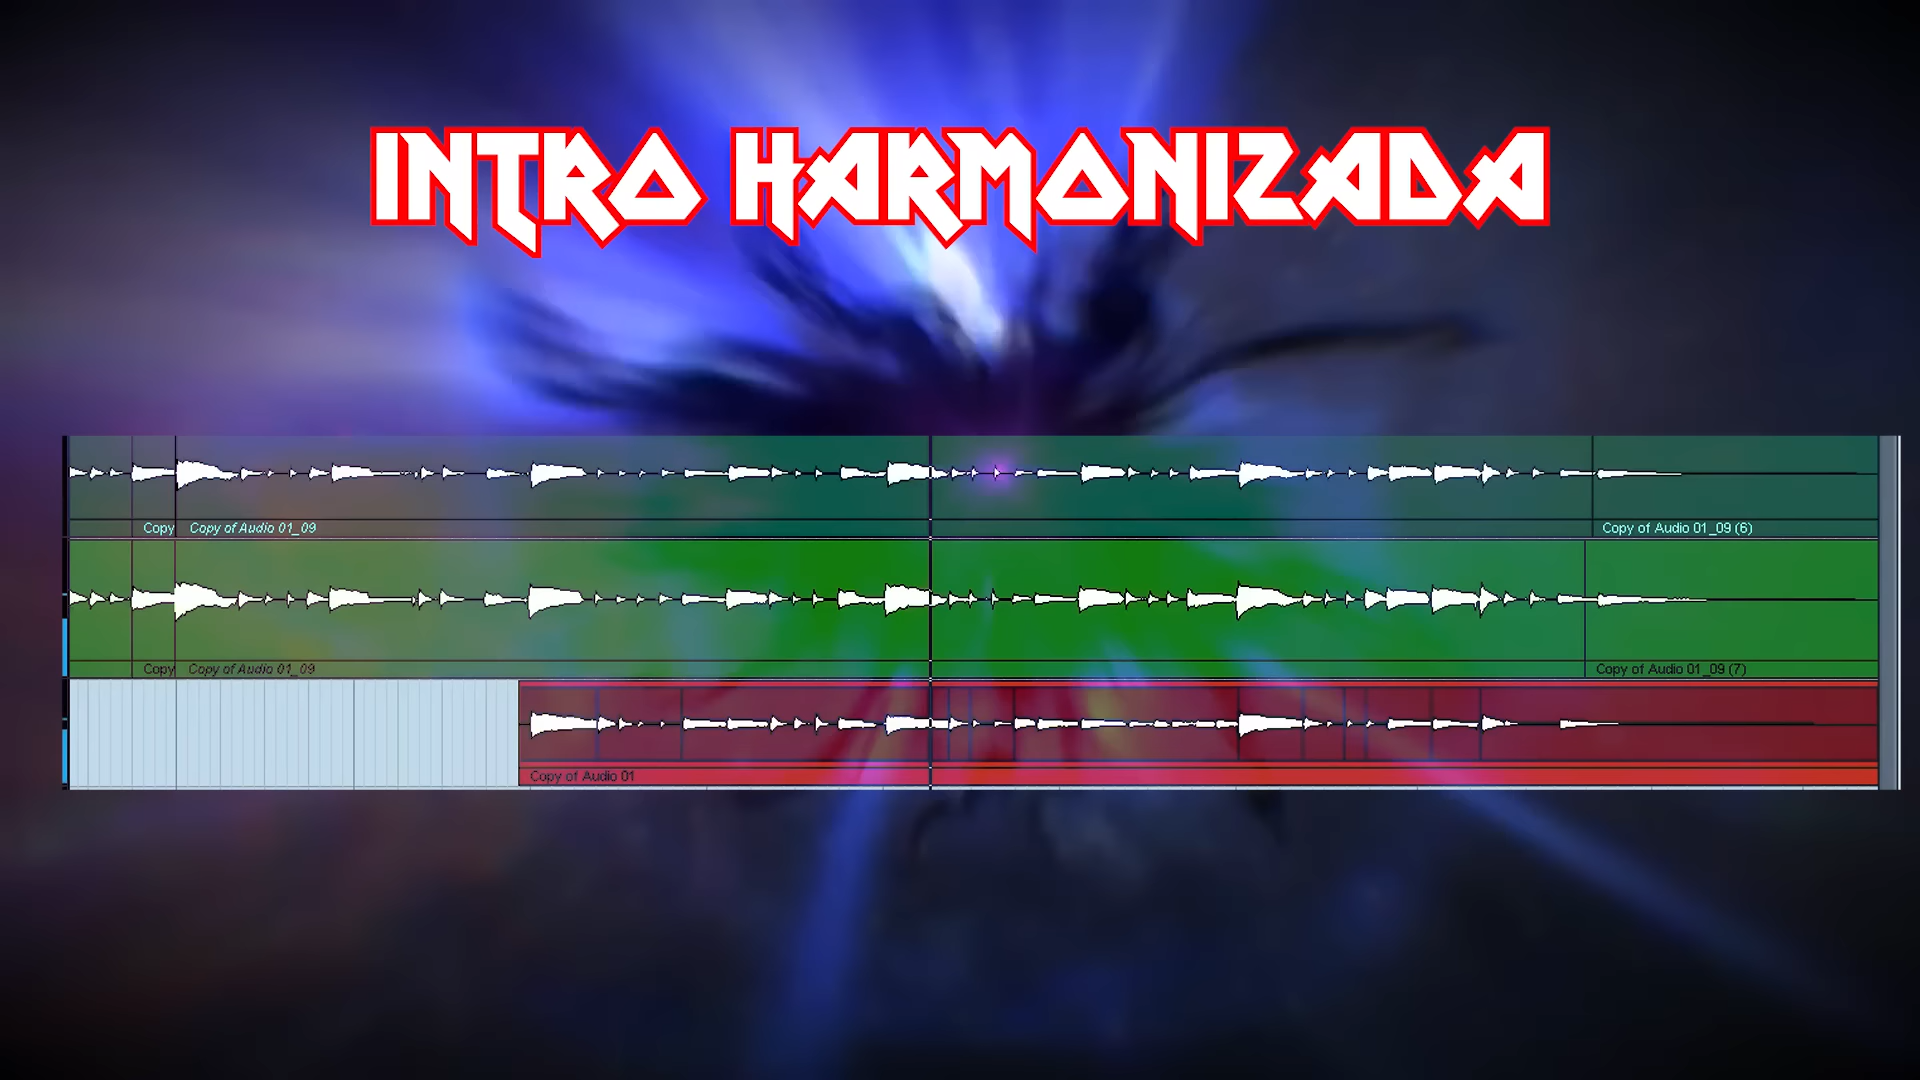 INTRO HARMONIZADA
Copy Copy of Audio 01_09
Copy of Audio 01_09 (6)
Copy Copy of Audio 01_09
Copy of Audio 01_09 (7)
Copy of Audio 01